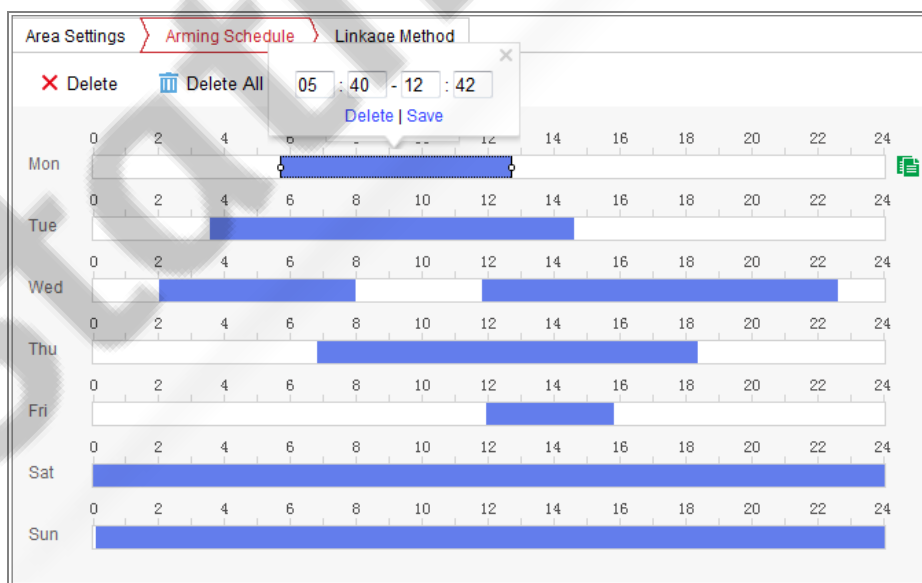 Area Settings Arming Schedule Linkage Method
Delete Delete All 05 : 40 - 12 : 42
Delete | Save
0 2 4 6 12 14 16 18 20 22 24
Mon
0 2 4 6 8 10 12 14 16 18 20 22 24
Tue
0 2 4 6 8 10 12 14 16 18 20 22 24
Wed
0 2 4 6 8 10 12 14 16 18 20 22 24
Thu
0 2 4 6 8 10 12 14 16 18 20 22 24
Fri
0 2 4 6 8 10 12 14 16 18 20 22 24
Sat
0 2 4 6 8 10 12 14 16 18 20 22 24
Sun